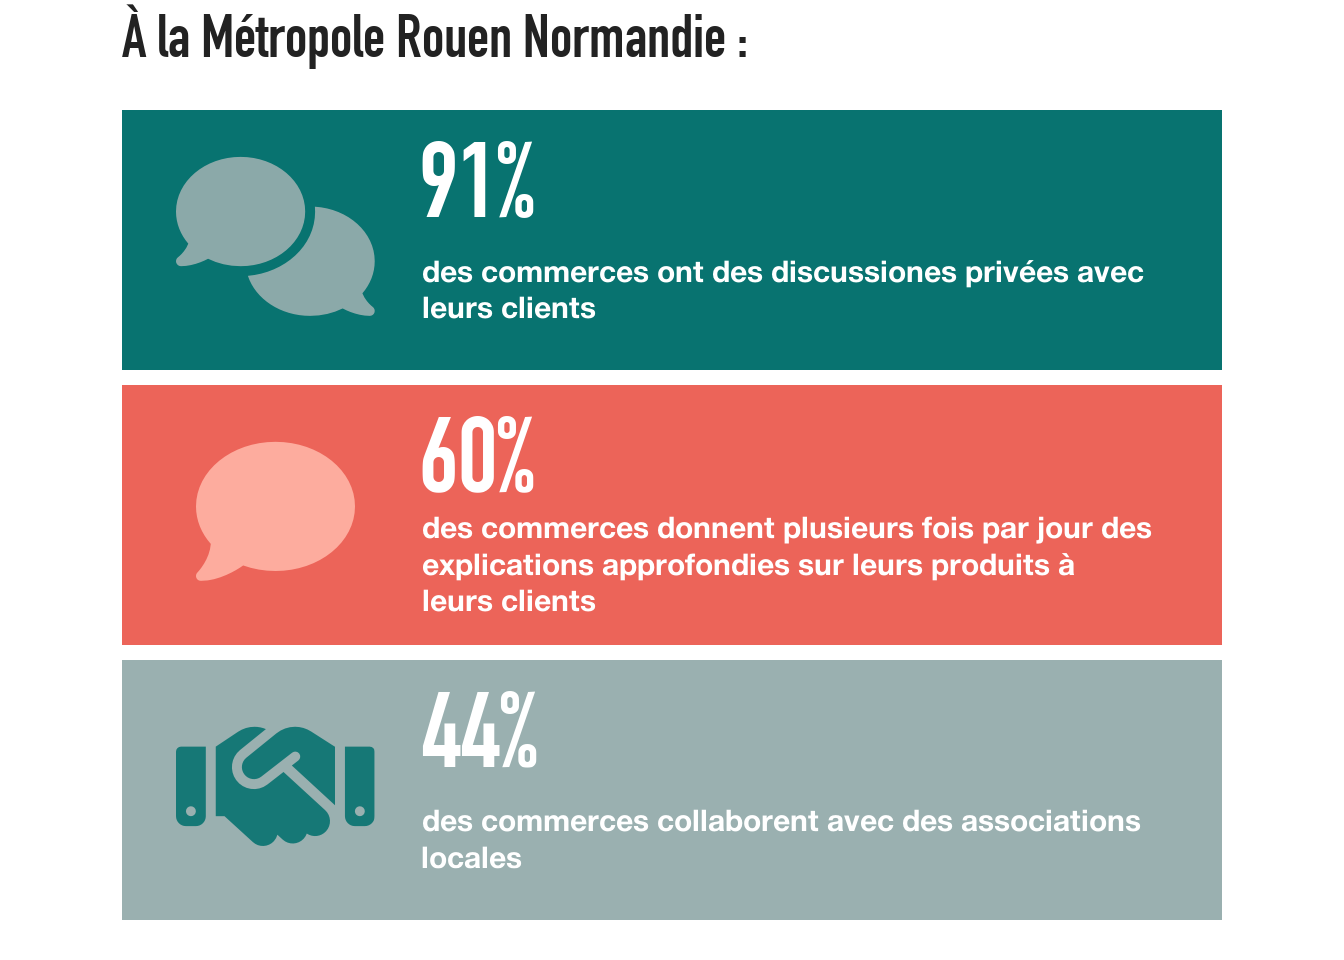 À la Métropole Rouen Normandie :
91%
des commerces ont des discussiones privées avec
leurs clients
60%
des commerces donnent plusieurs fois par jour des
explications approfondies sur leurs produits à
leurs clients
44%
des commerces collaborent avec des associations
locales